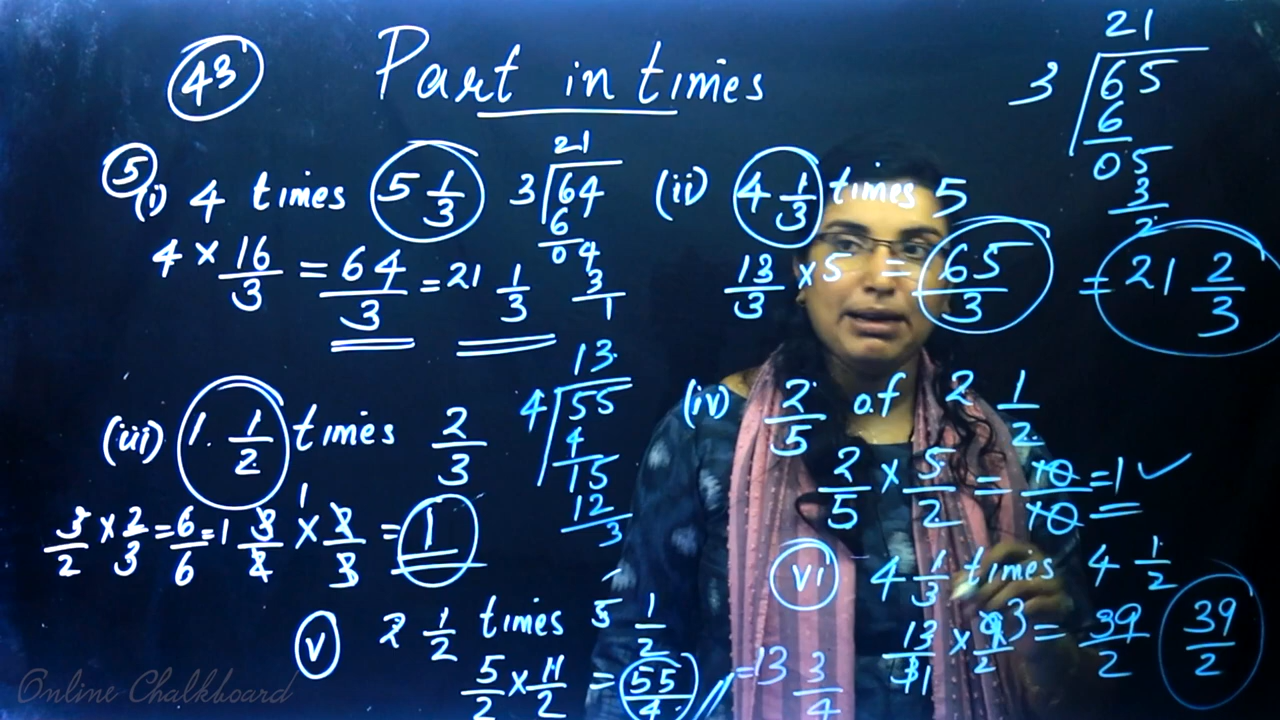 43 Part in times
5 (i) 4 times 5 1/3
4 × 16/3 = 64/3 = 21 1/3
21
3 64
6
04
3
1
(ii) 4 1/3 times 5
13/3 × 5 = 65/3 = 21 2/3
21
3 65
6
05
3
2
(iii) 1 1/2 times 2/3
3/2 × 2/3 = 6/6 = 1 3/2 × 2/3 = 1
1
13
4 55
4
15
12
3
(iv) 2/5 of 2 1/2
2/5 × 5/2 = 10/10 = 1 ✓
v 2 1/2 times 5 1/2
5/2 × 11/2 = 55/4 = 13 3/4
vi 4 1/3 times 4 1/2
13/3 1 × 9/2 3 = 39/2 39/2
Online Chalkboard